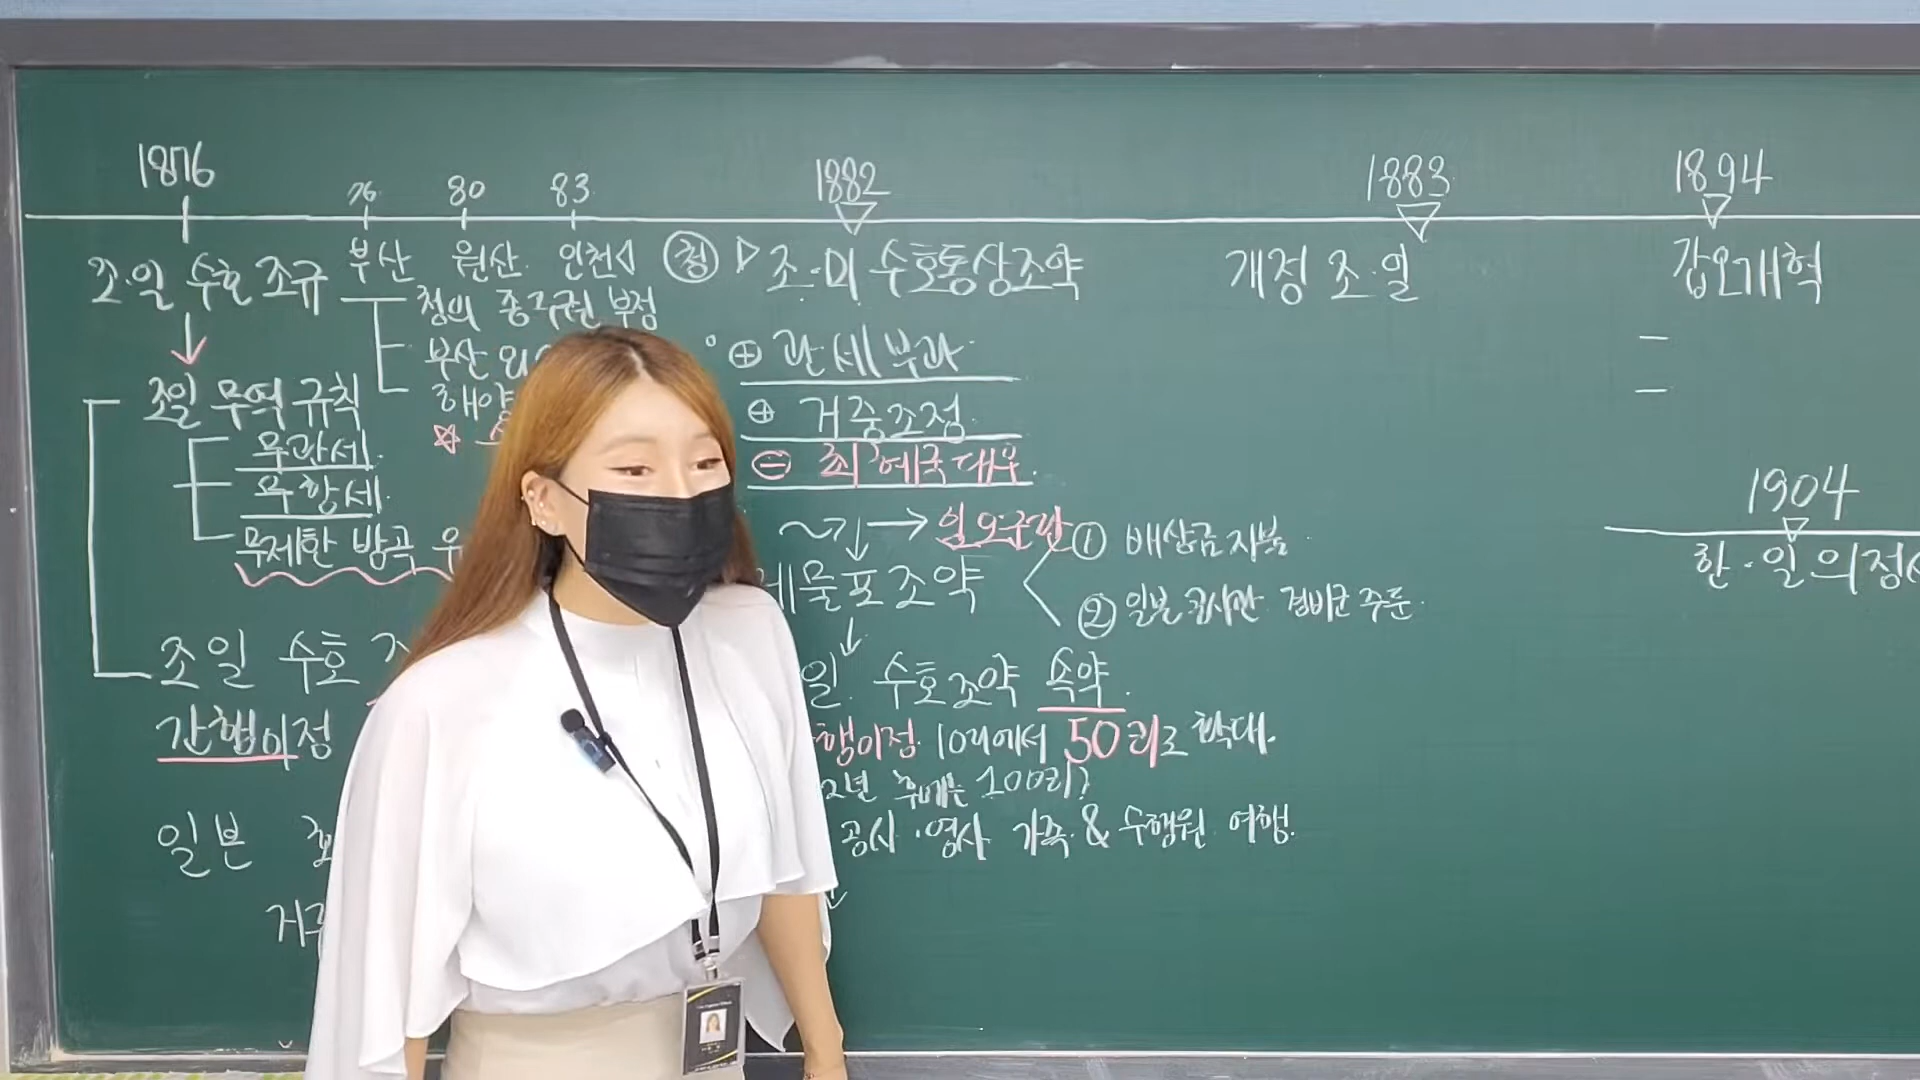 1876
76 80 83
부산 원산 인천
조·일 수호 조규
청의 종주권 부정
부산 외
해양
조일 무역 규칙
무관세
무항세
무제한 방곡
조일 수호
간행이정
일본
거주
1882
청
조·미 수호통상조약
⊕ 관세부과
⊕ 거중조정
⊖ 최혜국대우
~기 → 임오군란
① 배상금 지불
② 일본 공사관 경비군 주둔
제물포조약
일 수호조약 속약
행이정 10리에서 50리로 확대.
2년 후에는 100리?
공사·영사 가족 & 수행원 여행.
1883
개정 조·일
1894
갑오개혁
1904
한·일의정